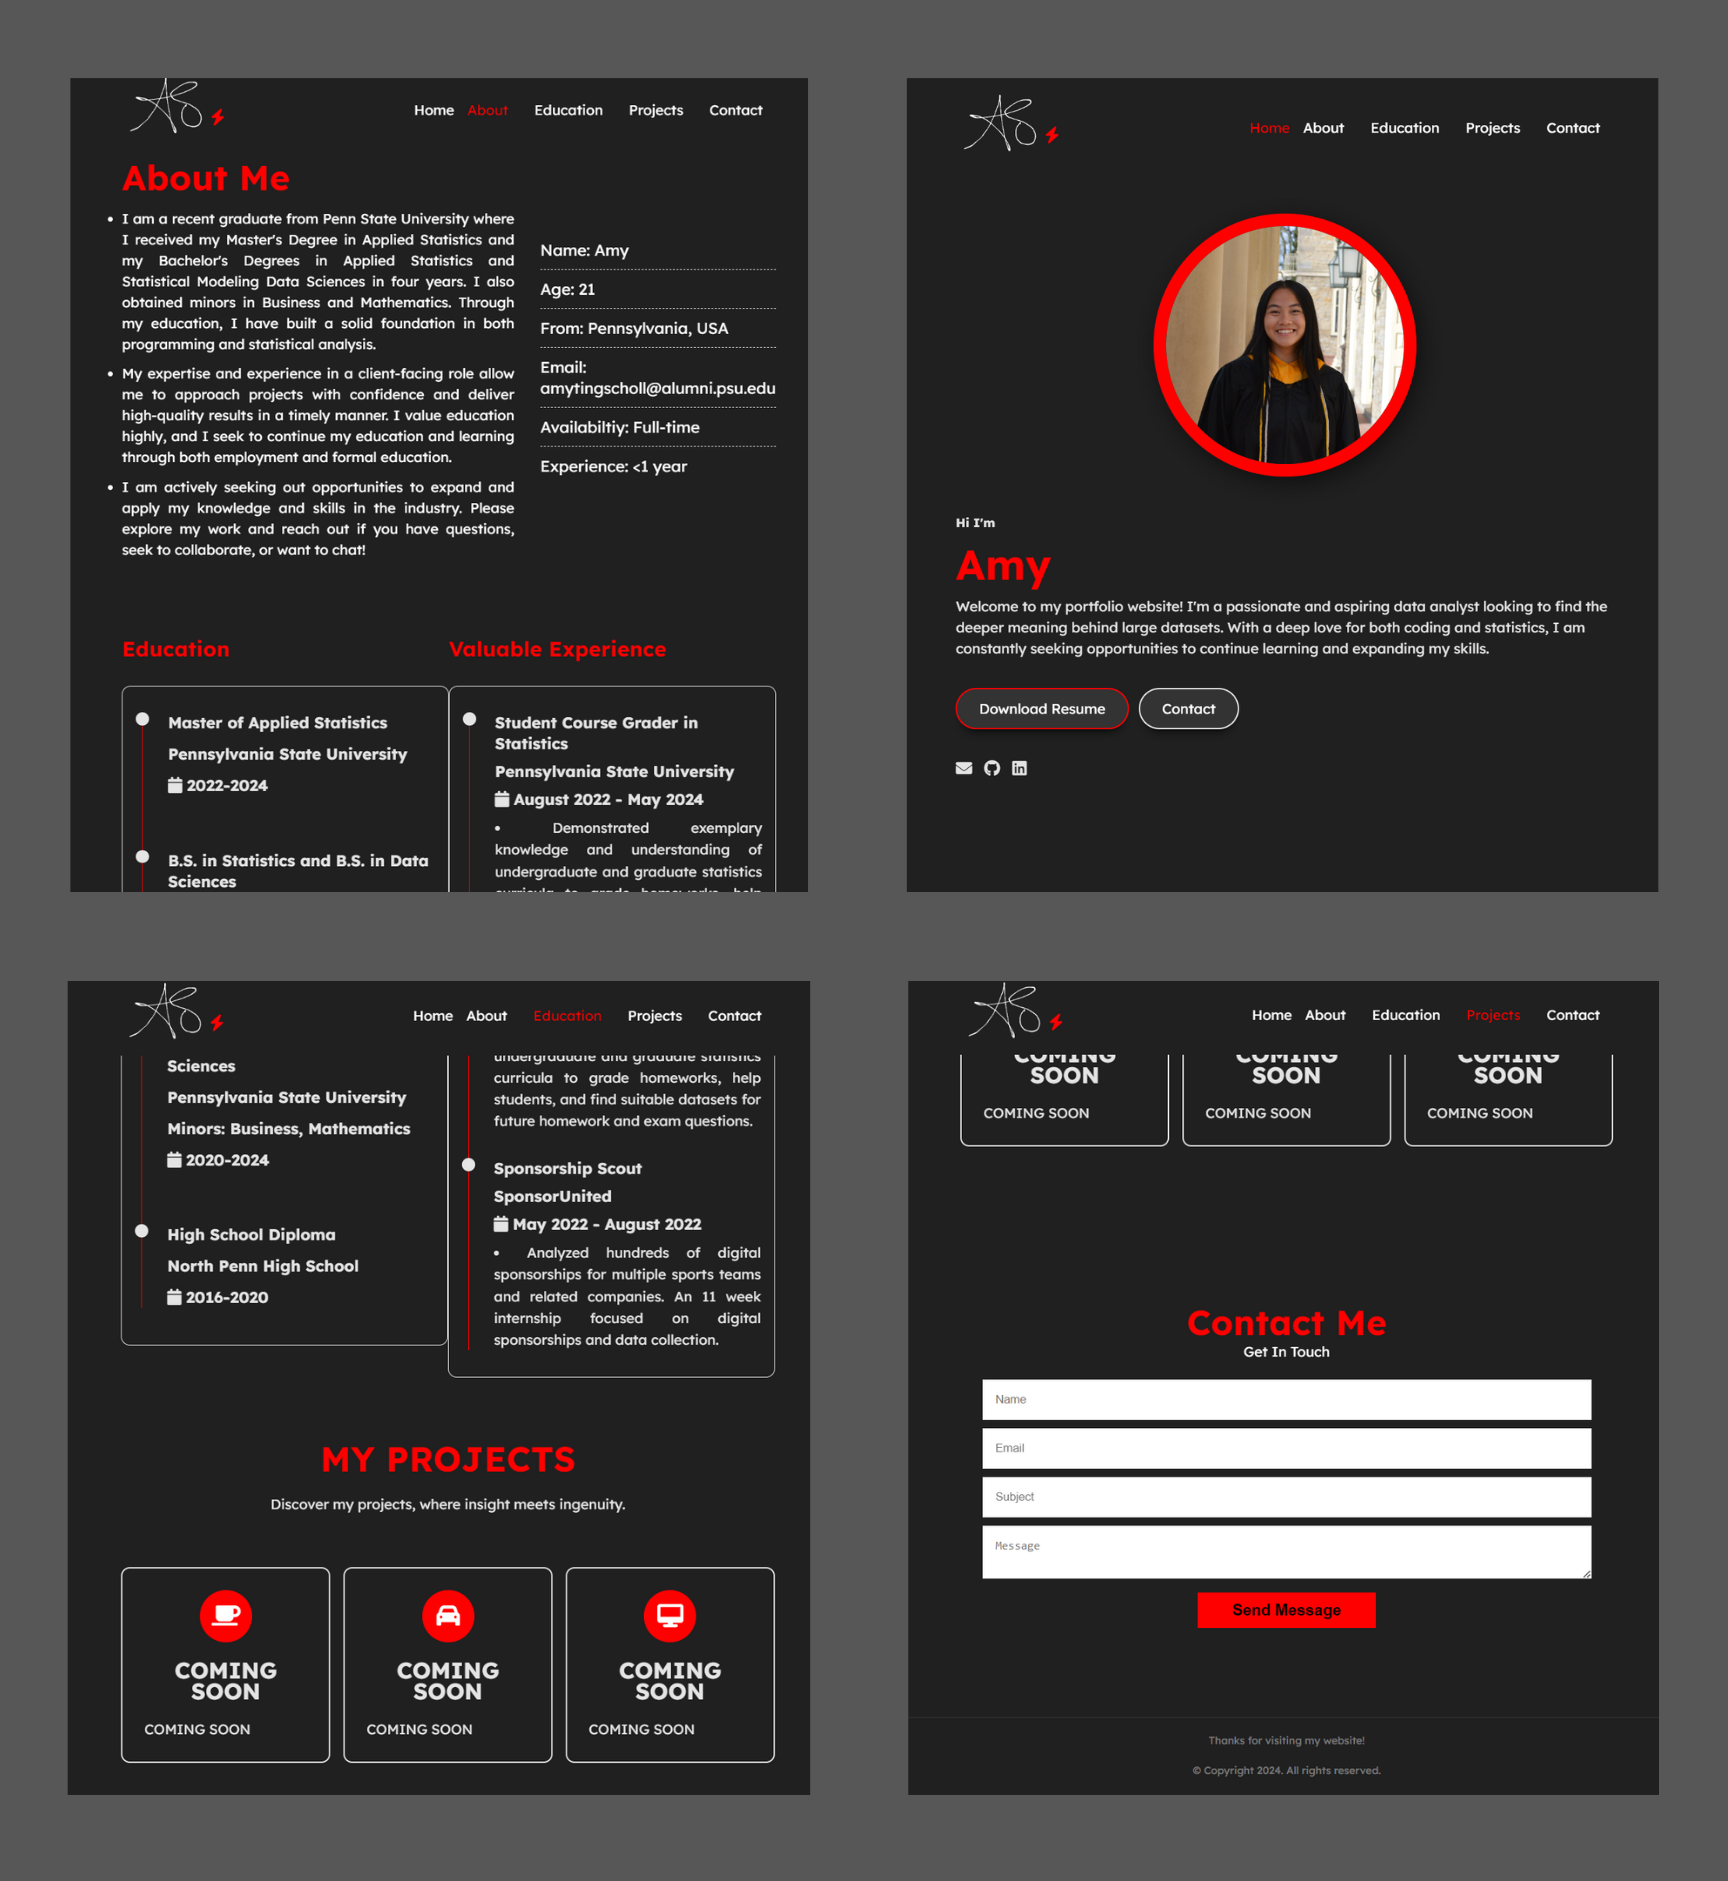 Home About Education Projects Contact
About Me
• I am a recent graduate from Penn State University where
I received my Master's Degree in Applied Statistics and
my Bachelor's Degrees in Applied Statistics and
Statistical Modeling Data Sciences in four years. I also
obtained minors in Business and Mathematics. Through
my education, I have built a solid foundation in both
programming and statistical analysis.
• My expertise and experience in a client-facing role allow
me to approach projects with confidence and deliver
high-quality results in a timely manner. I value education
highly, and I seek to continue my education and learning
through both employment and formal education.
• I am actively seeking out opportunities to expand and
apply my knowledge and skills in the industry. Please
explore my work and reach out if you have questions,
seek to collaborate, or want to chat!
Name: Amy
Age: 21
From: Pennsylvania, USA
Email:
amytingscholl@alumni.psu.edu
Availabiltiy: Full-time
Experience: <1 year
Education
Master of Applied Statistics
Pennsylvania State University
2022-2024
B.S. in Statistics and B.S. in Data
Sciences
Valuable Experience
Student Course Grader in
Statistics
Pennsylvania State University
August 2022 - May 2024
• Demonstrated exemplary
knowledge and understanding of
undergraduate and graduate statistics
curricula to grade homeworks, help
Home About Education Projects Contact
Hi I'm
Amy
Welcome to my portfolio website! I'm a passionate and aspiring data analyst looking to find the
deeper meaning behind large datasets. With a deep love for both coding and statistics, I am
constantly seeking opportunities to continue learning and expanding my skills.
Download Resume
Contact
Home About Education Projects Contact
Sciences
Pennsylvania State University
Minors: Business, Mathematics
2020-2024
High School Diploma
North Penn High School
2016-2020
undergraduate and graduate statistics
curricula to grade homeworks, help
students, and find suitable datasets for
future homework and exam questions.
Sponsorship Scout
SponsorUnited
May 2022 - August 2022
• Analyzed hundreds of digital
sponsorships for multiple sports teams
and related companies. An 11 week
internship focused on digital
sponsorships and data collection.
MY PROJECTS
Discover my projects, where insight meets ingenuity.
COMING
SOON
COMING SOON
COMING
SOON
COMING SOON
COMING
SOON
COMING SOON
Home About Education Projects Contact
COMING
SOON
COMING SOON
COMING
SOON
COMING SOON
COMING
SOON
COMING SOON
Contact Me
Get In Touch
Name
Email
Subject
Message
Send Message
Thanks for visiting my website!
© Copyright 2024. All rights reserved.